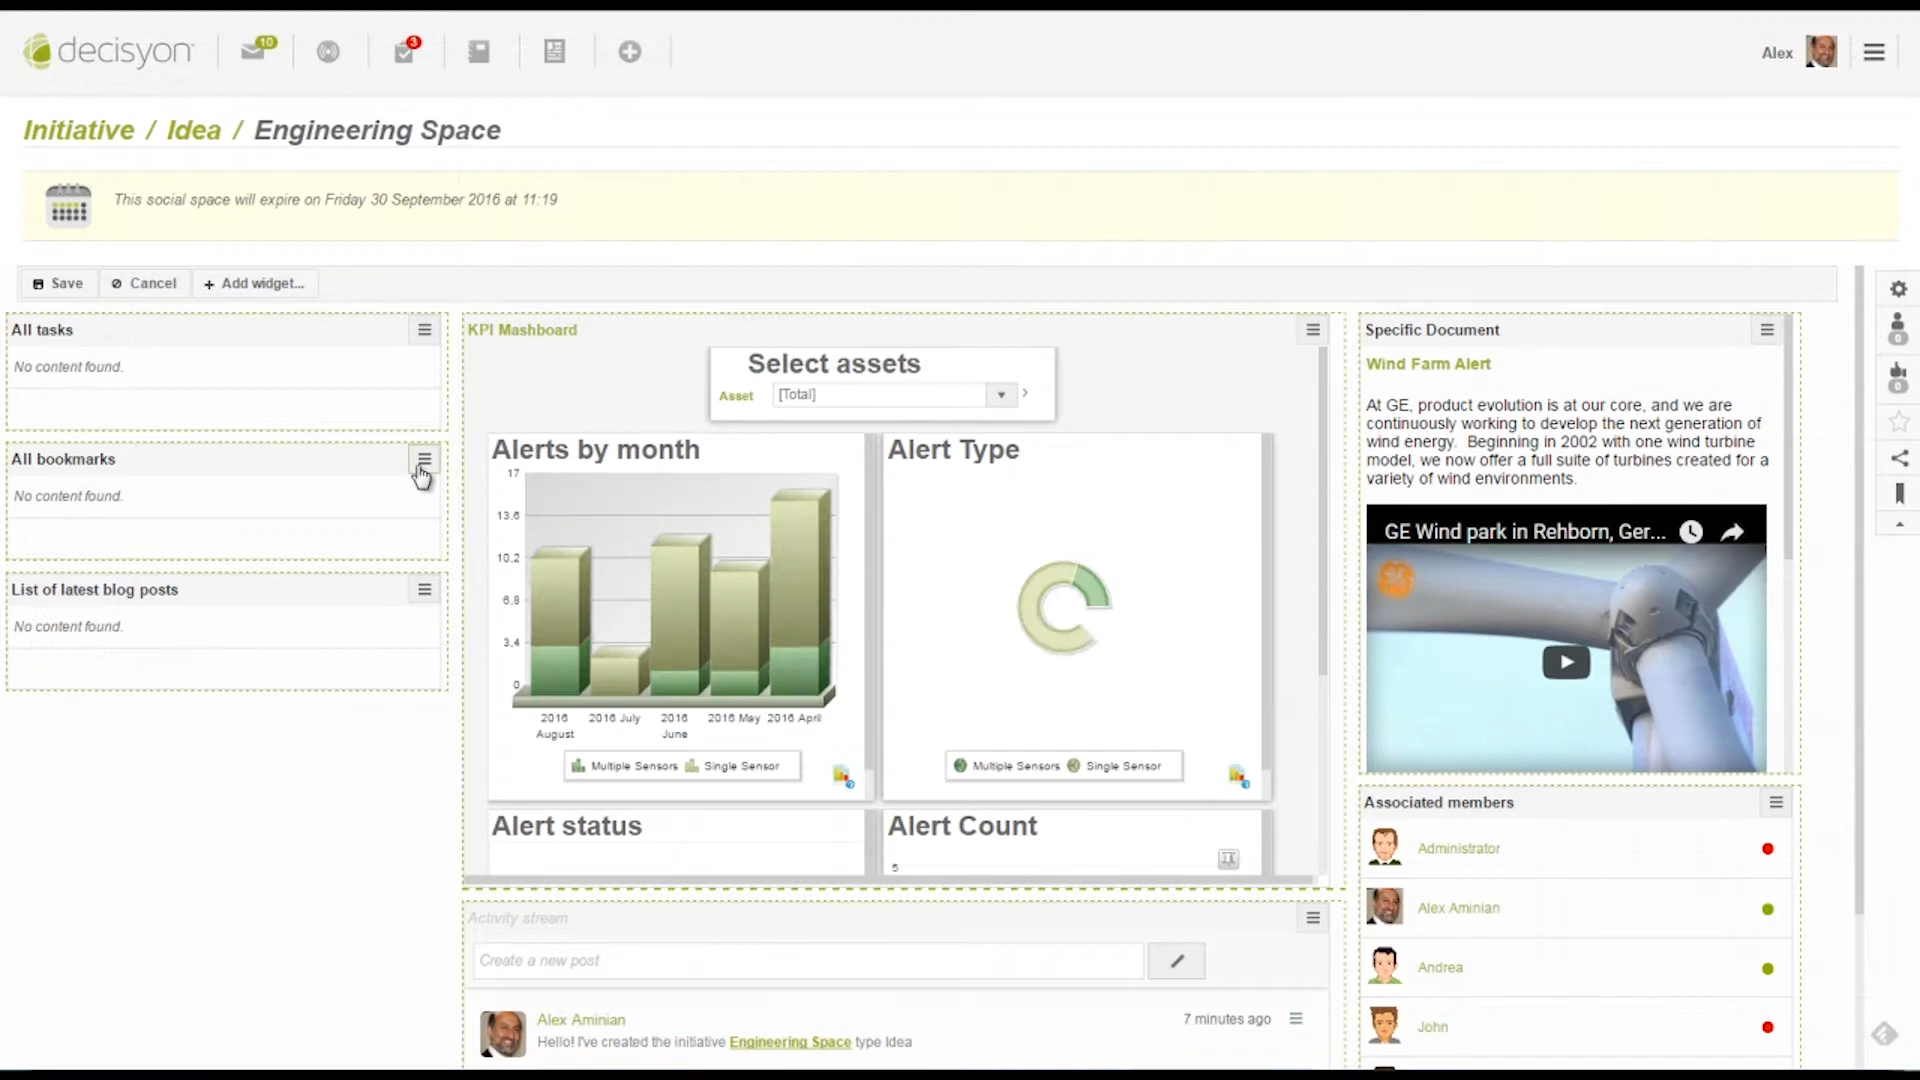 decisyon
10
3
Alex
Initiative / Idea / Engineering Space
This social space will expire on Friday 30 September 2016 at 11:19
Save
Cancel
+ Add widget...
All tasks
No content found.
All bookmarks
No content found.
List of latest blog posts
No content found.
KPI Mashboard
Select assets
Asset
[Total]
Alerts by month
17
13.6
10.2
6.8
3.4
0
2016 August
2016 July
2016 June
2016 May
2016 April
Multiple Sensors
Single Sensor
Alert Type
Multiple Sensors
Single Sensor
Alert status
Alert Count
5
Activity stream
Create a new post
Alex Aminian
7 minutes ago
Hello! I've created the initiative Engineering Space type Idea
Specific Document
Wind Farm Alert
At GE, product evolution is at our core, and we are
continuously working to develop the next generation of
wind energy. Beginning in 2002 with one wind turbine
model, we now offer a full suite of turbines created for a
variety of wind environments.
GE Wind park in Rehborn, Ger...
Associated members
Administrator
Alex Aminian
Andrea
John
0
0